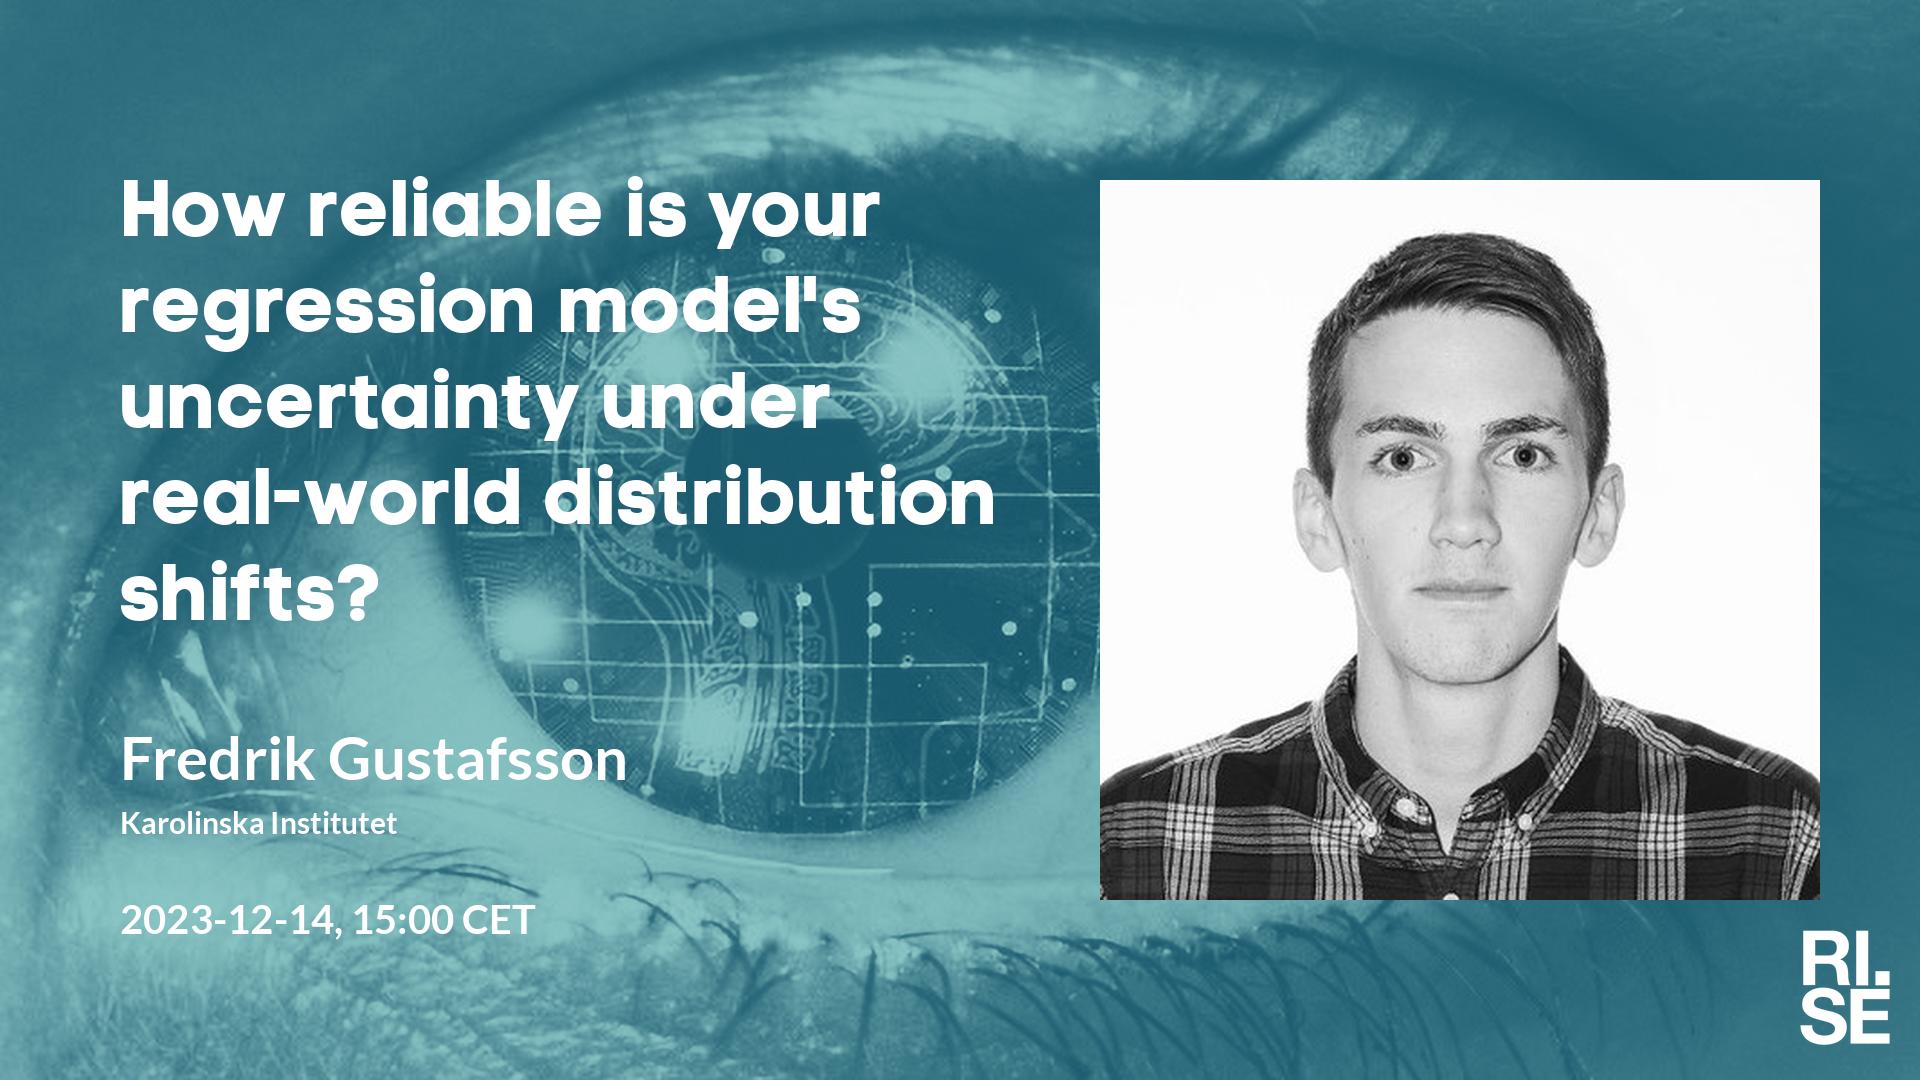 How reliable is your
regression model's
uncertainty under
real-world distribution
shifts?
Fredrik Gustafsson
Karolinska Institutet
2023-12-14, 15:00 CET
RI.
SE